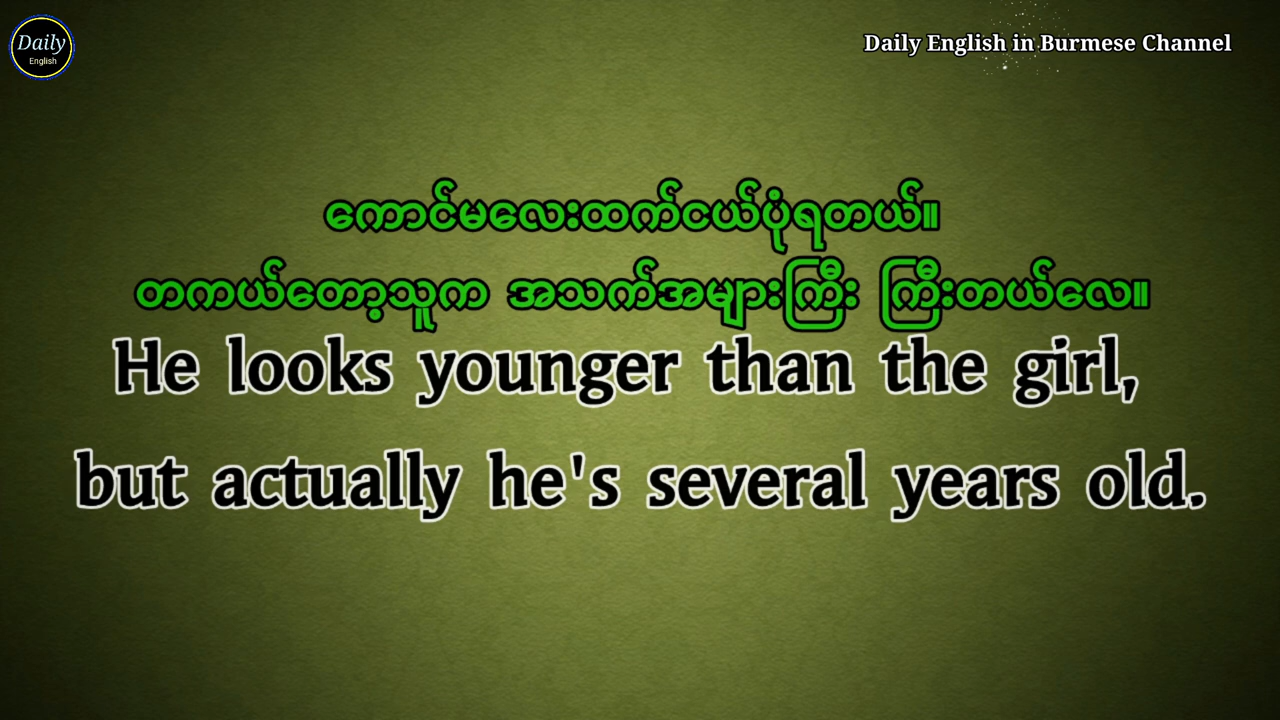 Daily
English
Daily English in Burmese Channel
ကောင်မလေးထက်ငယ်ပုံရတယ်။
တကယ်တော့သူက အသက်အများကြီး ကြီးတယ်လေ။
He looks younger than the girl,
but actually he's several years old.